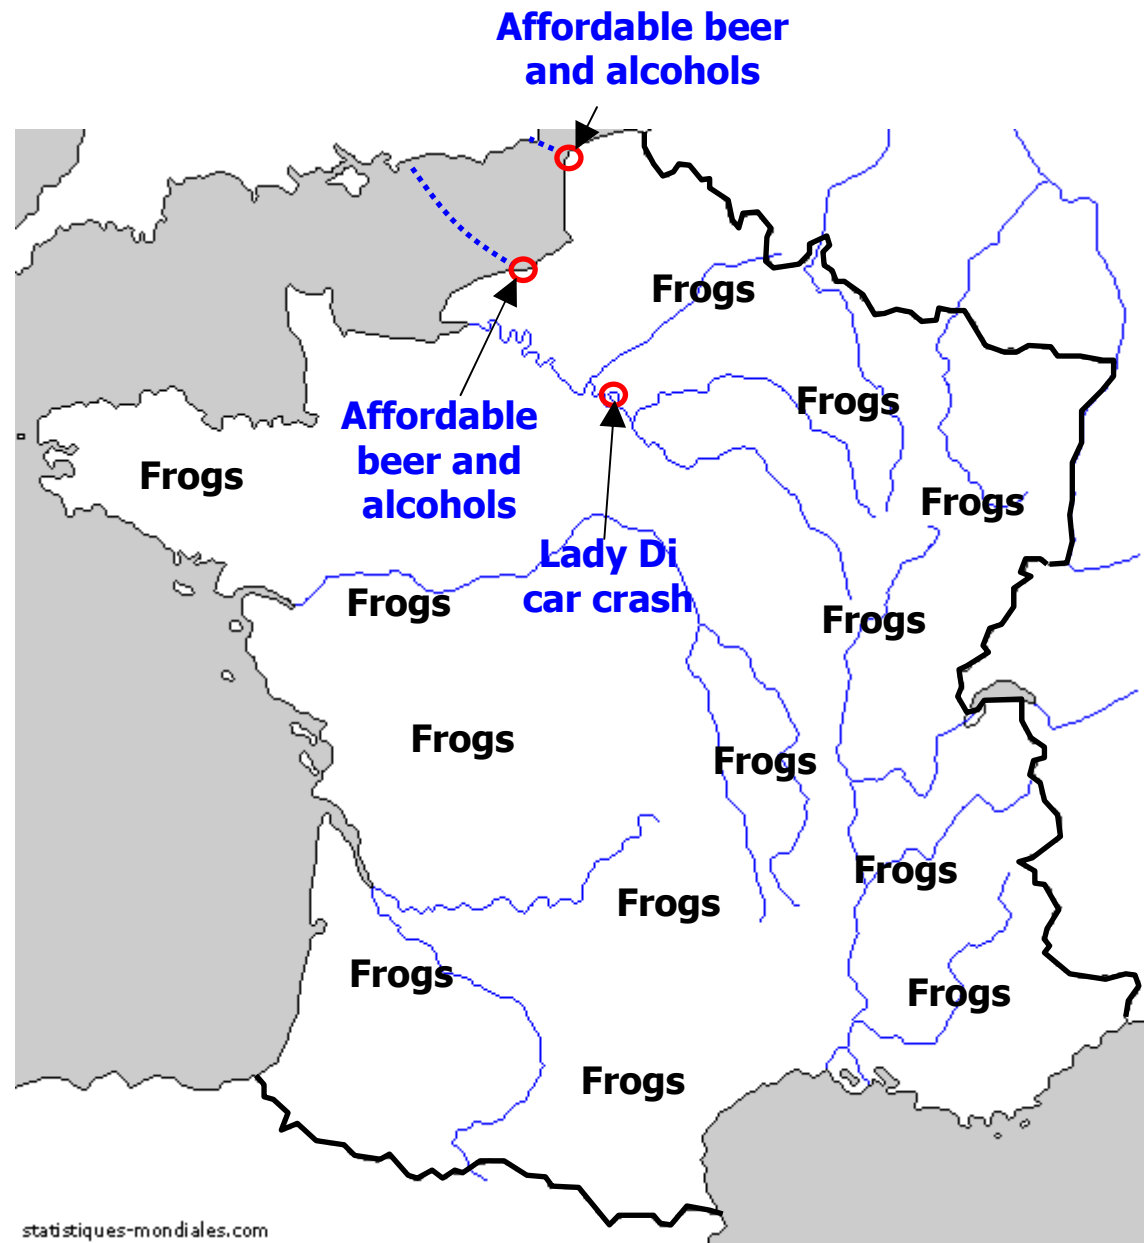 Affordable beer
and alcohols
Frogs
Frogs
Affordable
beer and
alcohols
Frogs
Frogs
Lady Di
car crash
Frogs
Frogs
Frogs
Frogs
Frogs
Frogs
Frogs
Frogs
Frogs
statistiques-mondiales.com